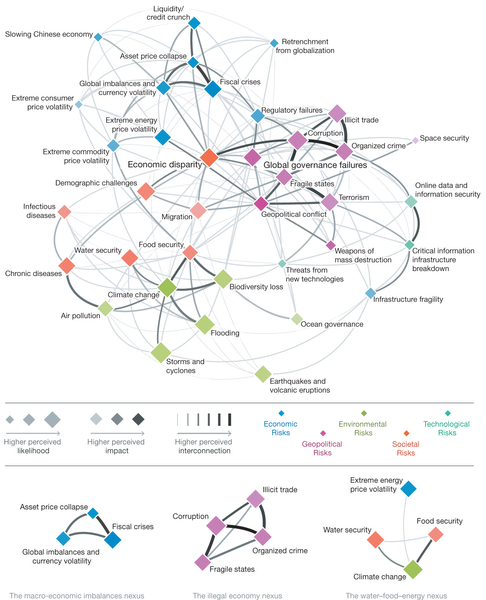 Liquidity/
credit crunch
Slowing Chinese economy
Retrenchment
from globalization
Asset price collapse
Global imbalances and
currency volatility
Fiscal crises
Extreme consumer
price volatility
Regulatory failures
Illicit trade
Extreme energy
price volatility
Corruption
Space security
Organized crime
Extreme commodity
price volatility
Economic disparity
Global governance failures
Demographic challenges
Fragile states
Online data and
information security
Terrorism
Infectious
diseases
Migration
Geopolitical conflict
Water security
Food security
Weapons of
mass destruction
Critical information
infrastructure
breakdown
Chronic diseases
Threats from
new technologies
Climate change
Biodiversity loss
Infrastructure fragility
Air pollution
Flooding
Ocean governance
Storms and
cyclones
Earthquakes and
volcanic eruptions
Higher perceived
likelihood
Higher perceived
impact
Higher perceived
interconnection
Economic
Risks
Geopolitical
Risks
Environmental
Risks
Societal
Risks
Technological
Risks
Asset price collapse
Fiscal crises
Global imbalances and
currency volatility
The macro-economic imbalances nexus
Illicit trade
Corruption
Organized crime
Fragile states
The illegal economy nexus
Extreme energy
price volatility
Water security
Food security
Climate change
The water–food–energy nexus